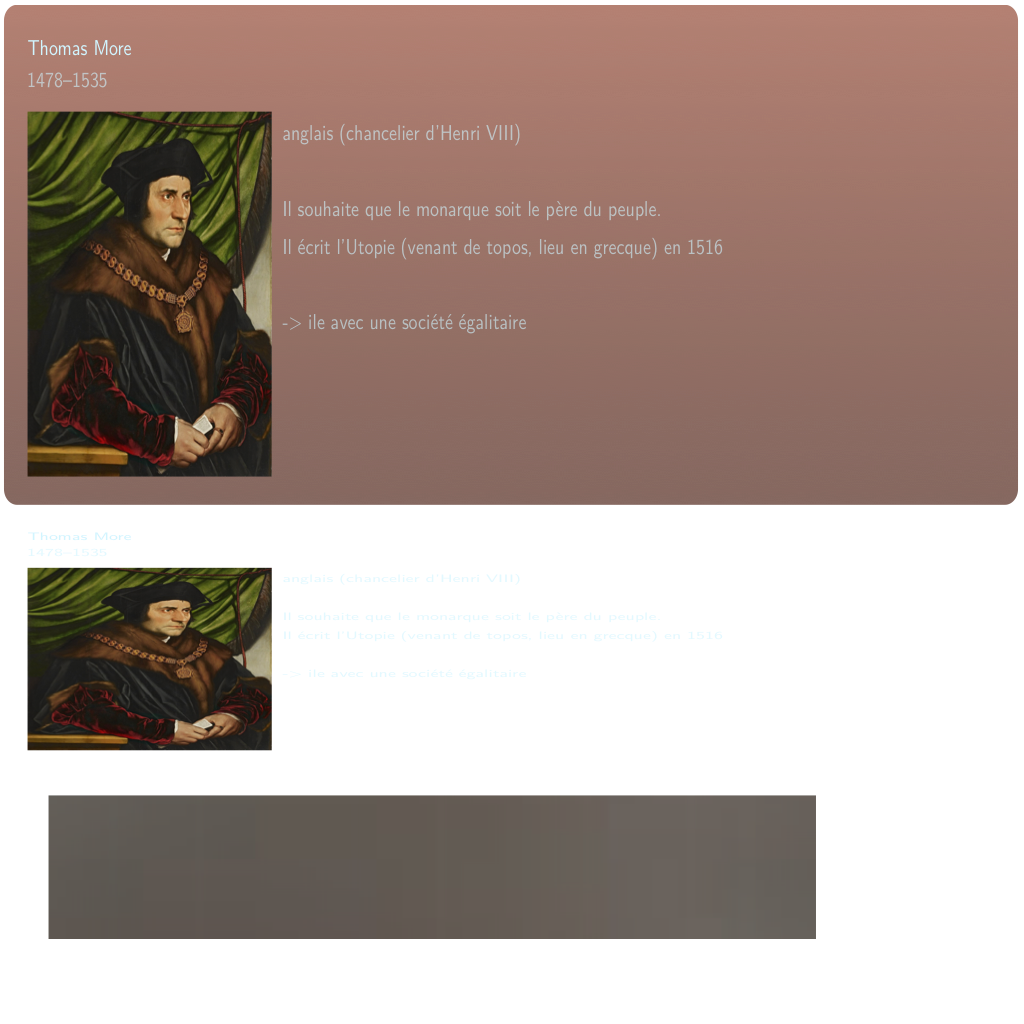 Thomas More
1478–1535
anglais (chancelier d'Henri VIII)
Il souhaite que le monarque soit le père du peuple.
Il écrit l'Utopie (venant de topos, lieu en grecque) en 1516
-> ile avec une société égalitaire
Thomas More
1478–1535
anglais (chancelier d'Henri VIII)
Il souhaite que le monarque soit le père du peuple.
Il écrit l'Utopie (venant de topos, lieu en grecque) en 1516
-> ile avec une société égalitaire